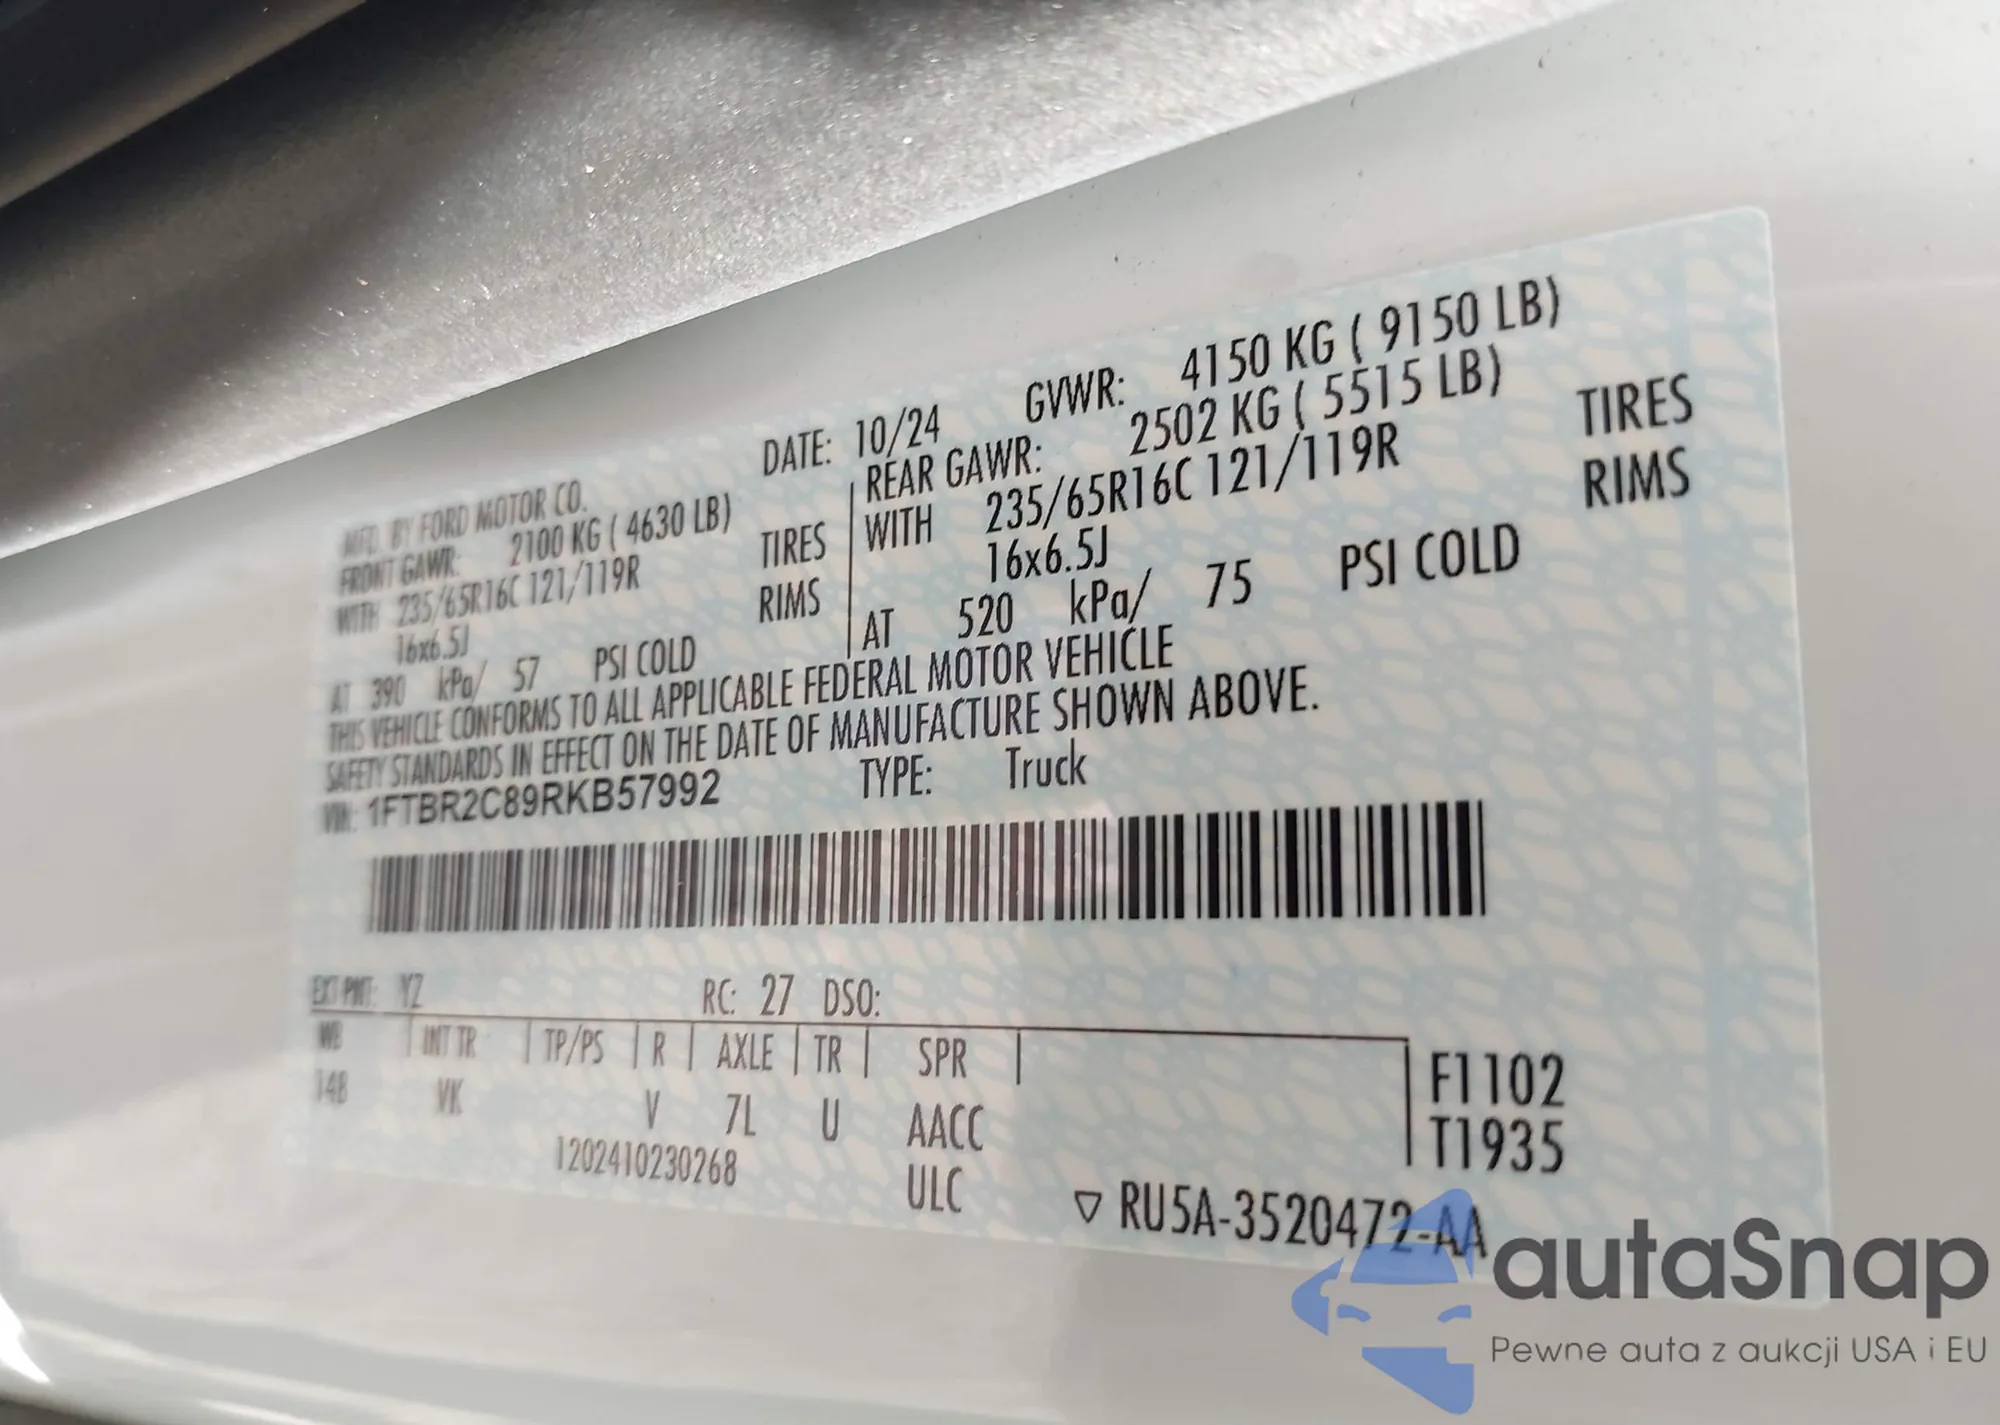 MFD. BY FORD MOTOR CO. DATE: 10/24 GVWR: 4150 KG ( 9150 LB)
FRONT GAWR: 2100 KG ( 4630 LB) REAR GAWR: 2502 KG ( 5515 LB)
WITH 235/65R16C 121/119R TIRES WITH 235/65R16C 121/119R TIRES
16x6.5J RIMS 16x6.5J RIMS
AT 390 kPa/ 57 PSI COLD AT 520 kPa/ 75 PSI COLD
THIS VEHICLE CONFORMS TO ALL APPLICABLE FEDERAL MOTOR VEHICLE
SAFETY STANDARDS IN EFFECT ON THE DATE OF MANUFACTURE SHOWN ABOVE.
VIN: 1FTBR2C89RKB57992 TYPE: Truck
EXT PNT: YZ RC: 27 DSO:
WB INT TR TP/PS R AXLE TR SPR F1102
148 VK V 7L U AACC T1935
1202410230268 ULC
▽ RU5A-3520472-AA
autaSnap
Pewne auta z aukcji USA i EU